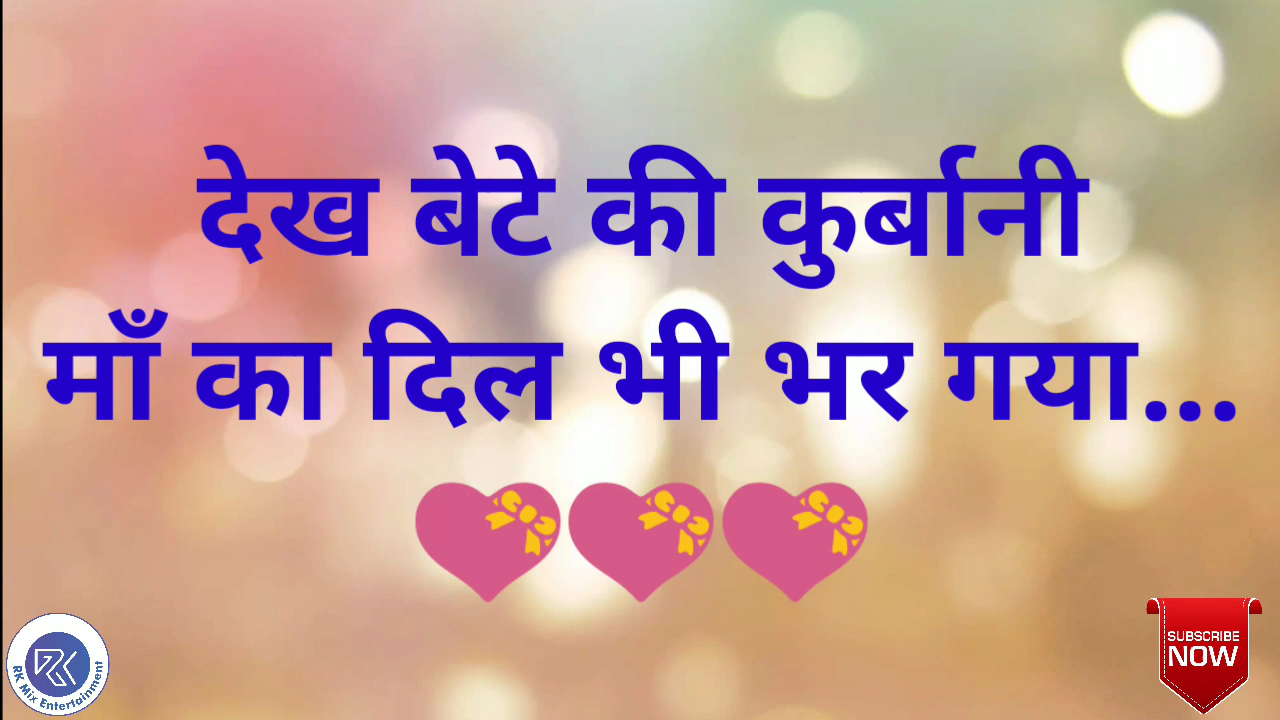 देख बेटे की कुर्बानी
माँ का दिल भी भर गया...
💝💝💝
RK Mix Entertainment
SUBSCRIBE
NOW